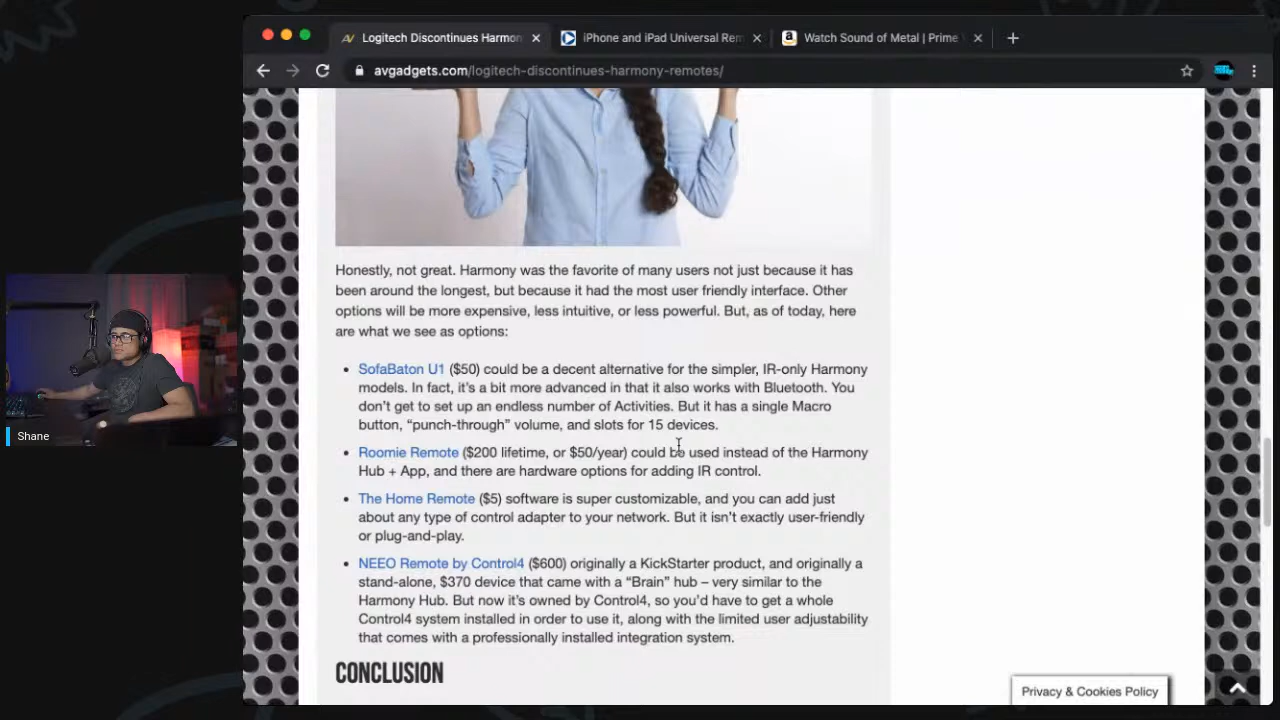 Logitech Discontinues Harmon
iPhone and iPad Universal Rem
Watch Sound of Metal | Prime
avgadgets.com/logitech-discontinues-harmony-remotes/
Honestly, not great. Harmony was the favorite of many users not just because it has
been around the longest, but because it had the most user friendly interface. Other
options will be more expensive, less intuitive, or less powerful. But, as of today, here
are what we see as options:
• SofaBaton U1 ($50) could be a decent alternative for the simpler, IR-only Harmony
models. In fact, it's a bit more advanced in that it also works with Bluetooth. You
don't get to set up an endless number of Activities. But it has a single Macro
button, “punch-through” volume, and slots for 15 devices.
• Roomie Remote ($200 lifetime, or $50/year) could be used instead of the Harmony
Hub + App, and there are hardware options for adding IR control.
• The Home Remote ($5) software is super customizable, and you can add just
about any type of control adapter to your network. But it isn't exactly user-friendly
or plug-and-play.
• NEEO Remote by Control4 ($600) originally a KickStarter product, and originally a
stand-alone, $370 device that came with a “Brain” hub – very similar to the
Harmony Hub. But now it's owned by Control4, so you'd have to get a whole
Control4 system installed in order to use it, along with the limited user adjustability
that comes with a professionally installed integration system.
CONCLUSION
Privacy & Cookies Policy
Shane